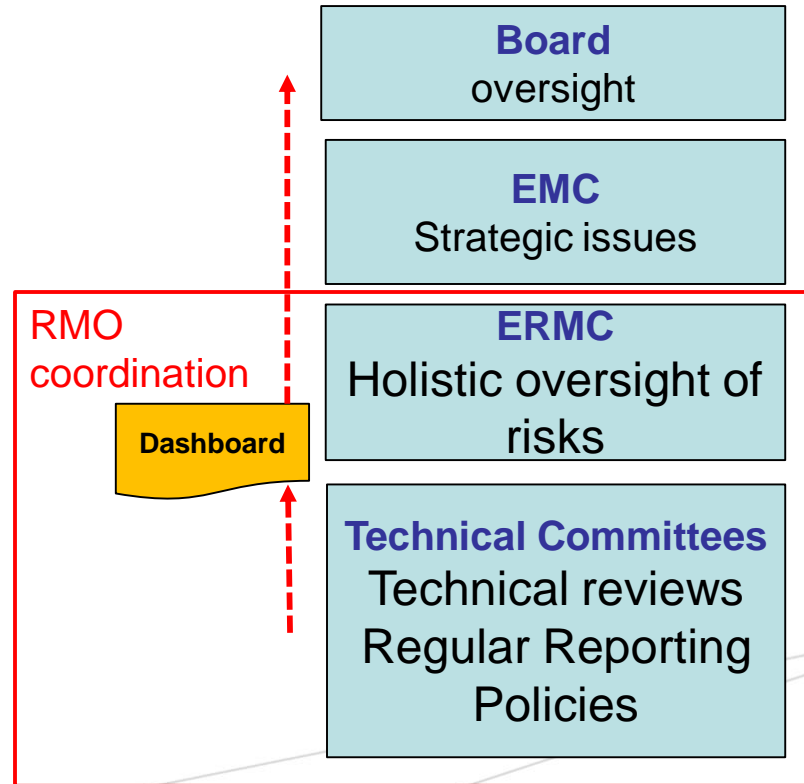 Board
oversight
EMC
Strategic issues
RMO
coordination
ERMC
Holistic oversight of
risks
Dashboard
Technical Committees
Technical reviews
Regular Reporting
Policies